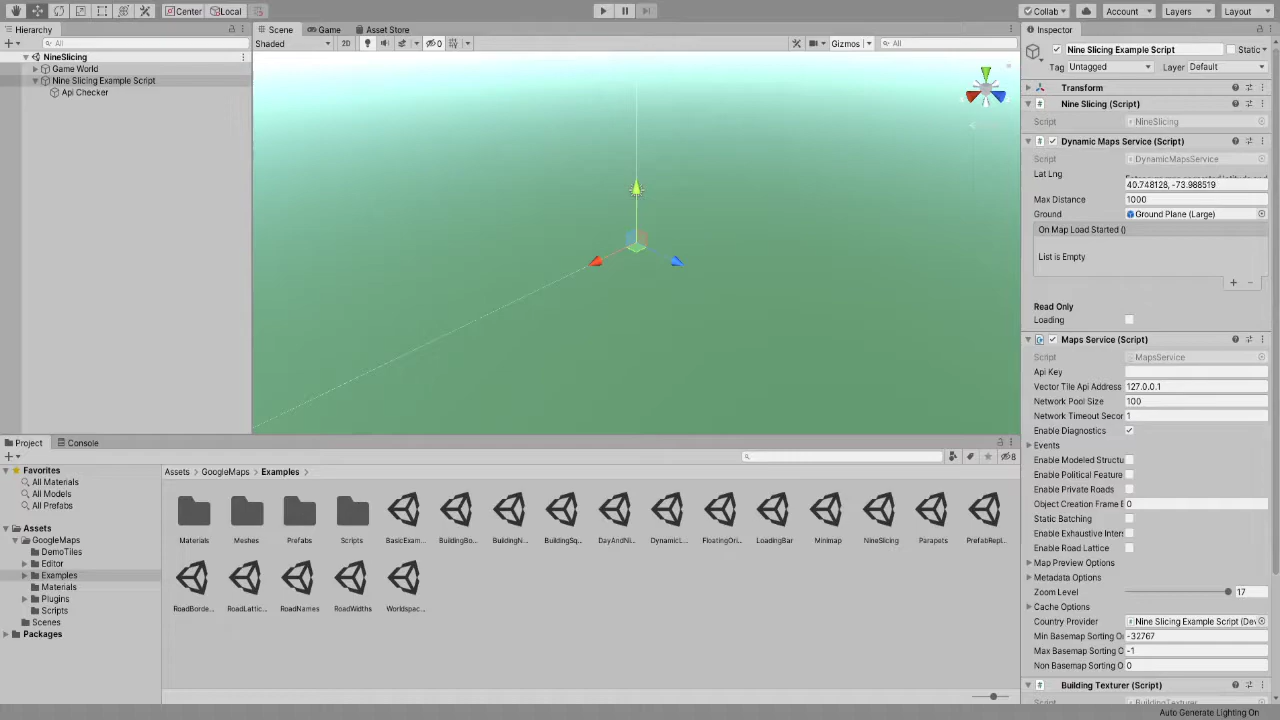 Center Local Collab Account Layers Layout
Hierarchy
All
NineSlicing
Game World
Nine Slicing Example Script
Api Checker
Scene Game Asset Store
Shaded 2D 0 Gizmos All
Inspector
Nine Slicing Example Script Static
Tag Untagged Layer Default
Transform
Nine Slicing (Script)
Script NineSlicing
Dynamic Maps Service (Script)
Script DynamicMapsService
Lat Lng
40.748128, -73.988519
Max Distance 1000
Ground Ground Plane (Large)
On Map Load Started ()
List is Empty
Read Only
Loading
Maps Service (Script)
Script MapsService
Api Key
Vector Tile Api Address 127.0.0.1
Network Pool Size 100
Network Timeout Secor 1
Enable Diagnostics
Events
Enable Modeled Structu
Enable Political Feature
Enable Private Roads
Object Creation Frame E 0
Static Batching
Enable Exhaustive Inters
Enable Road Lattice
Map Preview Options
Metadata Options
Zoom Level 17
Cache Options
Country Provider Nine Slicing Example Script (Dev
Min Basemap Sorting O -32767
Max Basemap Sorting O -1
Non Basemap Sorting O 0
Building Texturer (Script)
Script BuildingTexturer
Project Console
8
Favorites
All Materials
All Models
All Prefabs
Assets
GoogleMaps
DemoTiles
Editor
Examples
Materials
Plugins
Scripts
Scenes
Packages
Assets GoogleMaps Examples
Materials Meshes Prefabs Scripts BasicExam... BuildingBo... BuildingN... BuildingSq... DayAndNi... DynamicL... FloatingOri... LoadingBar Minimap NineSlicing Parapets PrefabRepl...
RoadBorde... RoadLattic... RoadNames RoadWidths Worldspac...
Auto Generate Lighting On